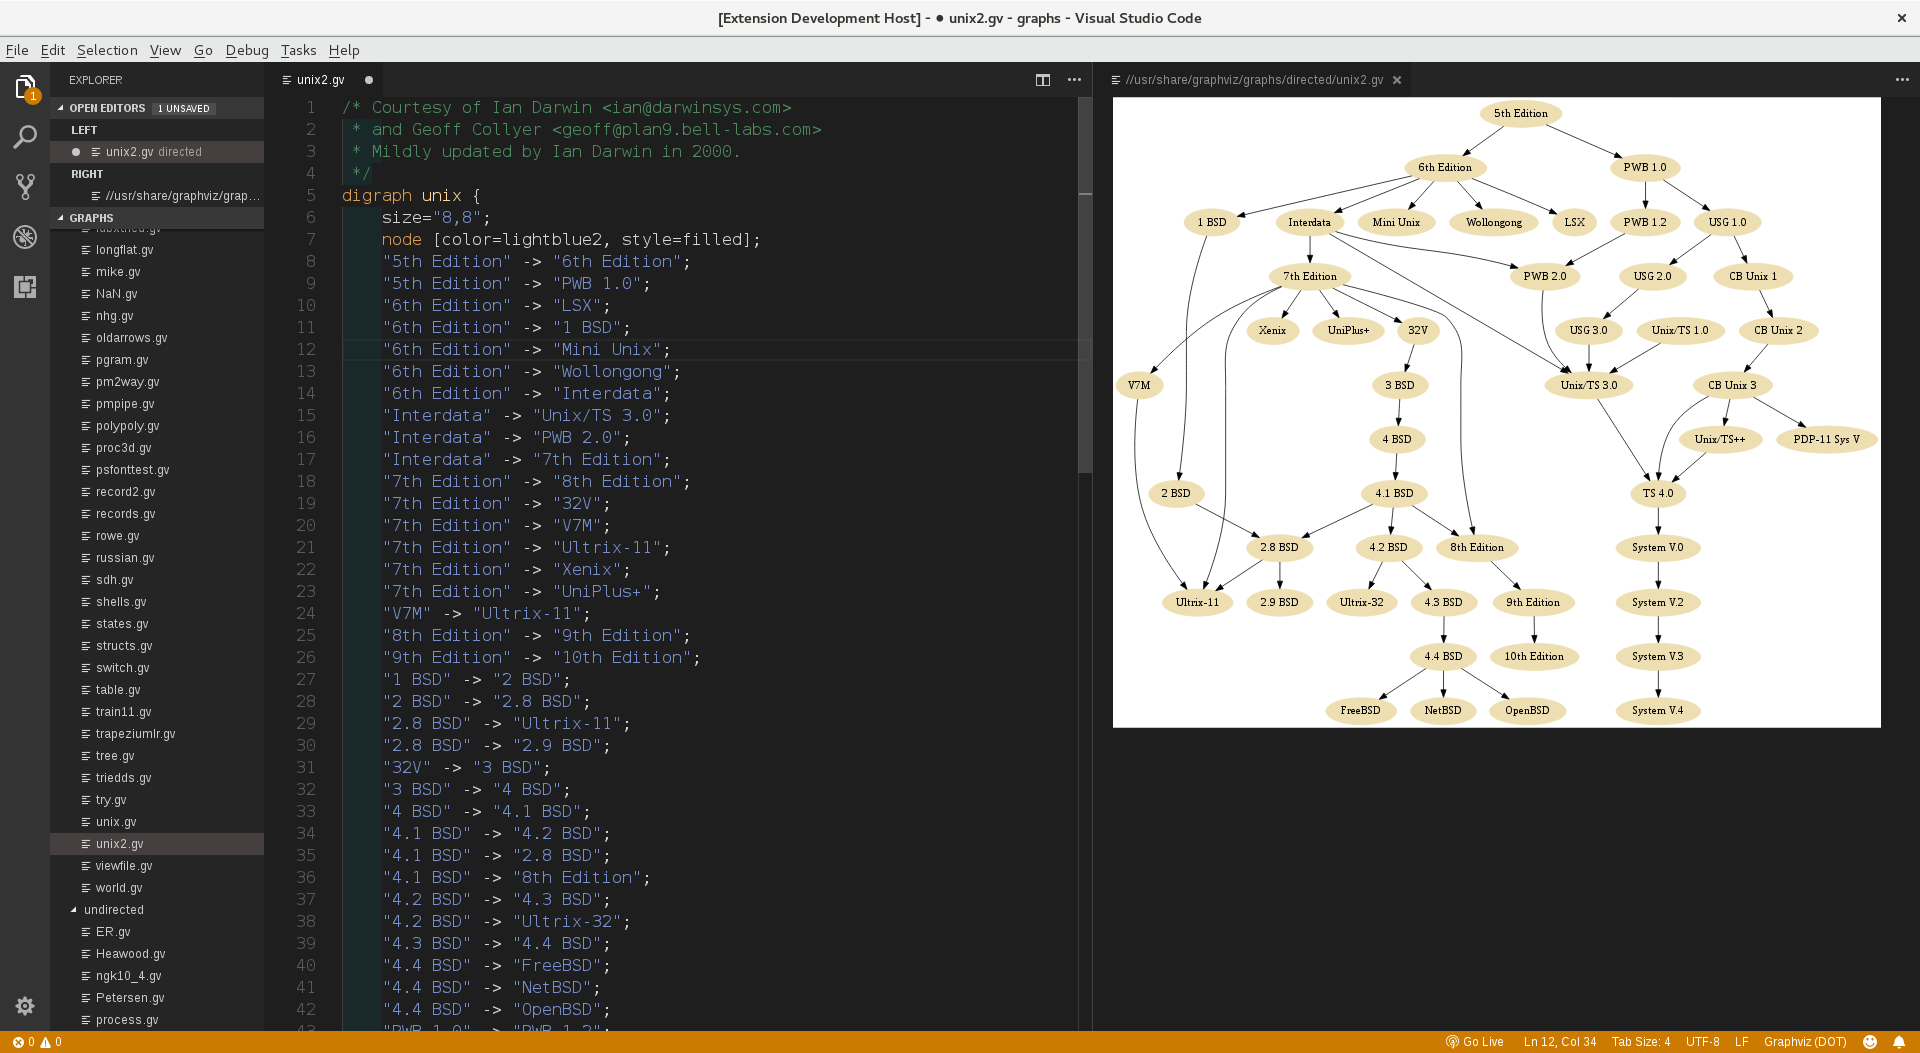 [Extension Development Host] - ● unix2.gv - graphs - Visual Studio Code
File Edit Selection View Go Debug Tasks Help
1
EXPLORER
OPEN EDITORS 1 UNSAVED
LEFT
unix2.gv directed
RIGHT
//usr/share/graphviz/grap...
GRAPHS
longflat.gv
mike.gv
NaN.gv
nhg.gv
oldarrows.gv
pgram.gv
pm2way.gv
pmpipe.gv
polypoly.gv
proc3d.gv
psfonttest.gv
record2.gv
records.gv
rowe.gv
russian.gv
sdh.gv
shells.gv
states.gv
structs.gv
switch.gv
table.gv
train11.gv
trapeziumlr.gv
tree.gv
triedds.gv
try.gv
unix.gv
unix2.gv
viewfile.gv
world.gv
undirected
ER.gv
Heawood.gv
ngk10_4.gv
Petersen.gv
process.gv
unix2.gv
1 /* Courtesy of Ian Darwin <ian@darwinsys.com>
2 * and Geoff Collyer <geoff@plan9.bell-labs.com>
3 * Mildly updated by Ian Darwin in 2000.
4 */
5 digraph unix {
6 size="8,8";
7 node [color=lightblue2, style=filled];
8 "5th Edition" -> "6th Edition";
9 "5th Edition" -> "PWB 1.0";
10 "6th Edition" -> "LSX";
11 "6th Edition" -> "1 BSD";
12 "6th Edition" -> "Mini Unix";
13 "6th Edition" -> "Wollongong";
14 "6th Edition" -> "Interdata";
15 "Interdata" -> "Unix/TS 3.0";
16 "Interdata" -> "PWB 2.0";
17 "Interdata" -> "7th Edition";
18 "7th Edition" -> "8th Edition";
19 "7th Edition" -> "32V";
20 "7th Edition" -> "V7M";
21 "7th Edition" -> "Ultrix-11";
22 "7th Edition" -> "Xenix";
23 "7th Edition" -> "UniPlus+";
24 "V7M" -> "Ultrix-11";
25 "8th Edition" -> "9th Edition";
26 "9th Edition" -> "10th Edition";
27 "1 BSD" -> "2 BSD";
28 "2 BSD" -> "2.8 BSD";
29 "2.8 BSD" -> "Ultrix-11";
30 "2.8 BSD" -> "2.9 BSD";
31 "32V" -> "3 BSD";
32 "3 BSD" -> "4 BSD";
33 "4 BSD" -> "4.1 BSD";
34 "4.1 BSD" -> "4.2 BSD";
35 "4.1 BSD" -> "2.8 BSD";
36 "4.1 BSD" -> "8th Edition";
37 "4.2 BSD" -> "4.3 BSD";
38 "4.2 BSD" -> "Ultrix-32";
39 "4.3 BSD" -> "4.4 BSD";
40 "4.4 BSD" -> "FreeBSD";
41 "4.4 BSD" -> "NetBSD";
42 "4.4 BSD" -> "OpenBSD";
43 "PWB 1.0" -> "PWB 1.2";
//usr/share/graphviz/graphs/directed/unix2.gv
5th Edition
6th Edition PWB 1.0
1 BSD Interdata Mini Unix Wollongong LSX PWB 1.2 USG 1.0
7th Edition PWB 2.0 USG 2.0 CB Unix 1
Xenix UniPlus+ 32V USG 3.0 Unix/TS 1.0 CB Unix 2
V7M 3 BSD Unix/TS 3.0 CB Unix 3
4 BSD Unix/TS++ PDP-11 Sys V
2 BSD 4.1 BSD TS 4.0
2.8 BSD 4.2 BSD 8th Edition System V.0
Ultrix-11 2.9 BSD Ultrix-32 4.3 BSD 9th Edition System V.2
4.4 BSD 10th Edition System V.3
FreeBSD NetBSD OpenBSD System V.4
0 0 Go Live Ln 12, Col 34 Tab Size: 4 UTF-8 LF Graphviz (DOT)